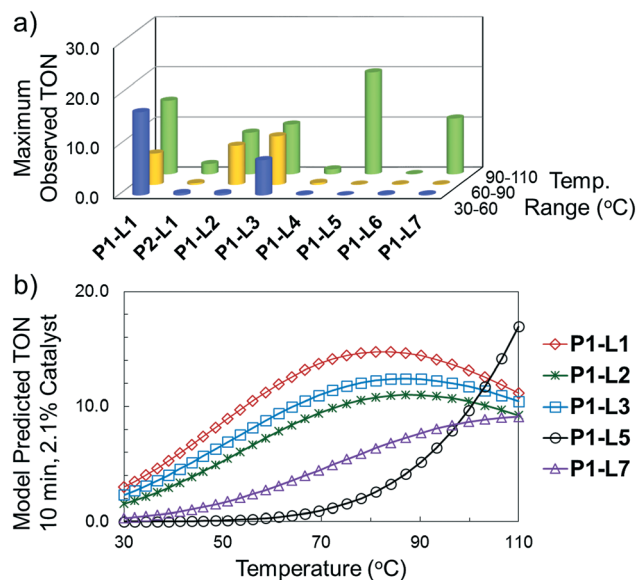 a)
Maximum
Observed TON
30.0
20.0
10.0
0.0
P1-L1
P2-L1
P1-L2
P1-L3
P1-L4
P1-L5
P1-L6
P1-L7
90-110
60-90
30-60
Temp.
Range (°C)
b)
Model Predicted TON
10 min, 2.1% Catalyst
20.0
10.0
0.0
30
50
70
90
110
Temperature (°C)
P1-L1
P1-L2
P1-L3
P1-L5
P1-L7